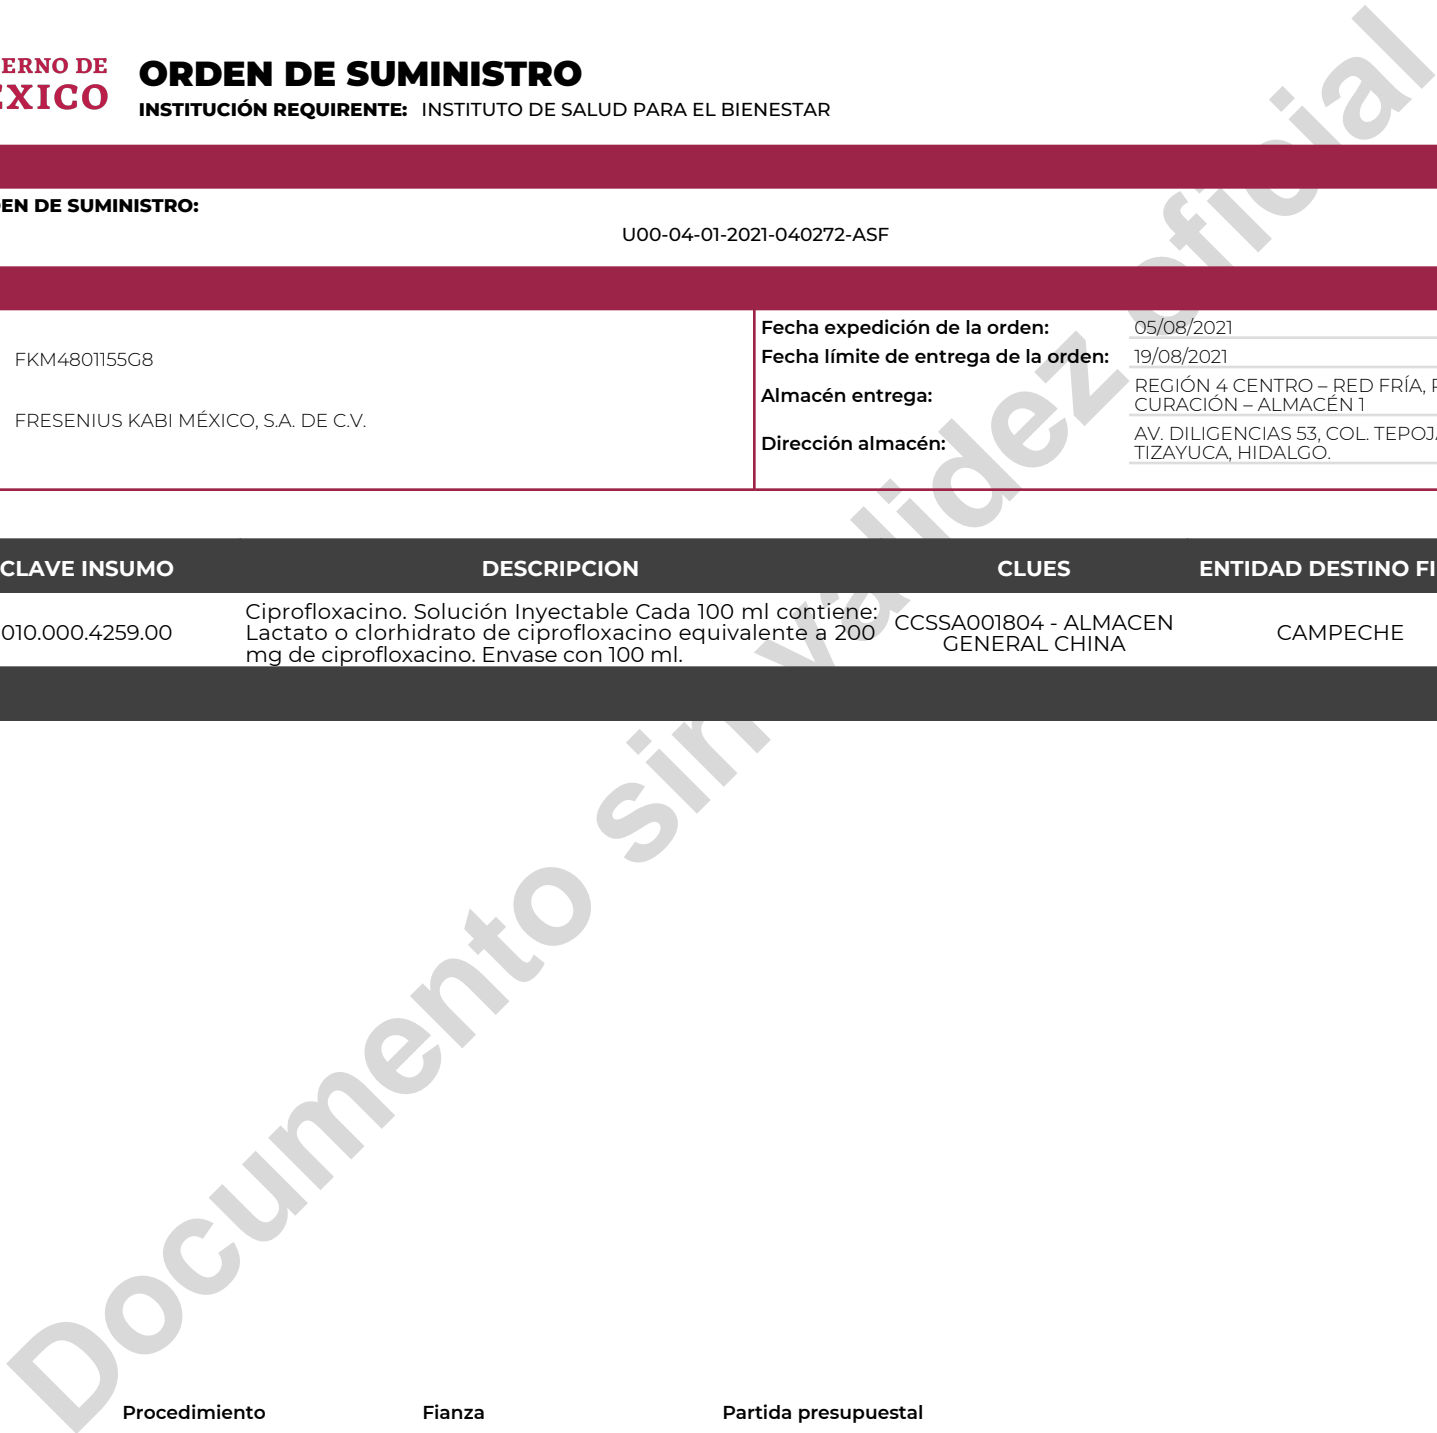 ERNO DE
ÉXICO
ORDEN DE SUMINISTRO
INSTITUCIÓN REQUIRENTE: INSTITUTO DE SALUD PARA EL BIENESTAR
EN DE SUMINISTRO:
U00-04-01-2021-040272-ASF
FKM4801155G8
FRESENIUS KABI MÉXICO, S.A. DE C.V.
Fecha expedición de la orden: 05/08/2021
Fecha límite de entrega de la orden: 19/08/2021
Almacén entrega: REGIÓN 4 CENTRO – RED FRÍA,
CURACIÓN – ALMACÉN 1
Dirección almacén: AV. DILIGENCIAS 53, COL. TEPOJA
TIZAYUCA, HIDALGO.
CLAVE INSUMO DESCRIPCION CLUES ENTIDAD DESTINO FI
010.000.4259.00
Ciprofloxacino. Solución Inyectable Cada 100 ml contiene:
Lactato o clorhidrato de ciprofloxacino equivalente a 200
mg de ciprofloxacino. Envase con 100 ml.
CCSSA001804 - ALMACEN
GENERAL CHINA
CAMPECHE
Documento sin validez oficial
Procedimiento Fianza Partida presupuestal